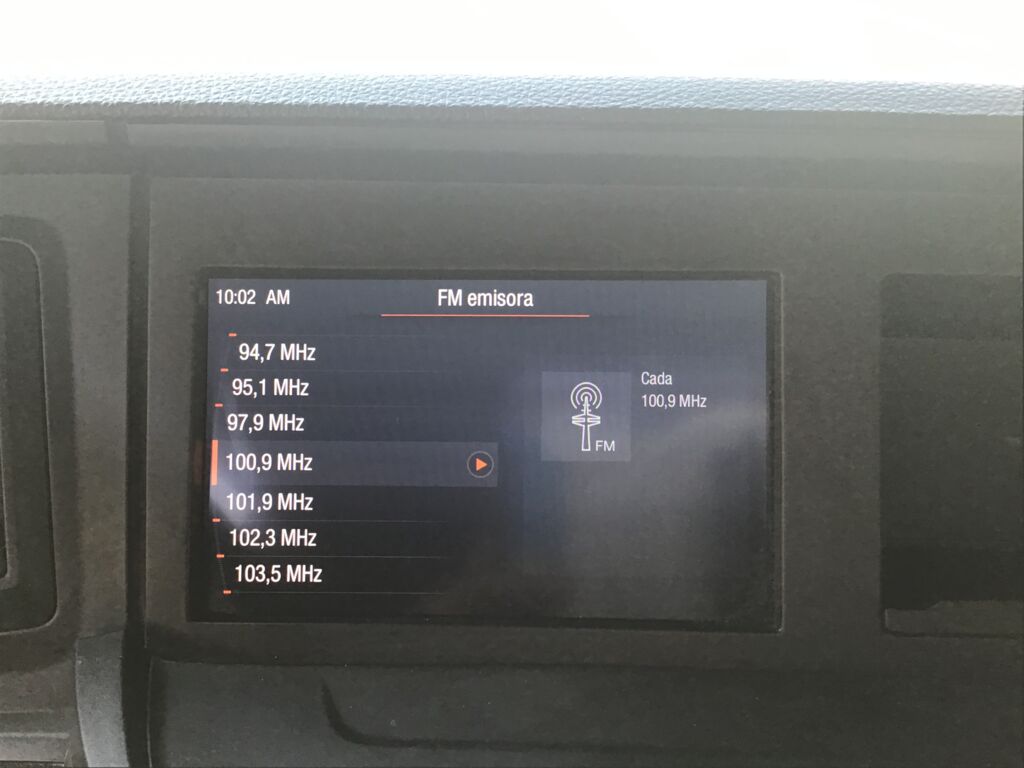 10:02 AM
FM emisora
94,7 MHz
95,1 MHz
97,9 MHz
100,9 MHz
101,9 MHz
102,3 MHz
103,5 MHz
FM
Cada
100,9 MHz